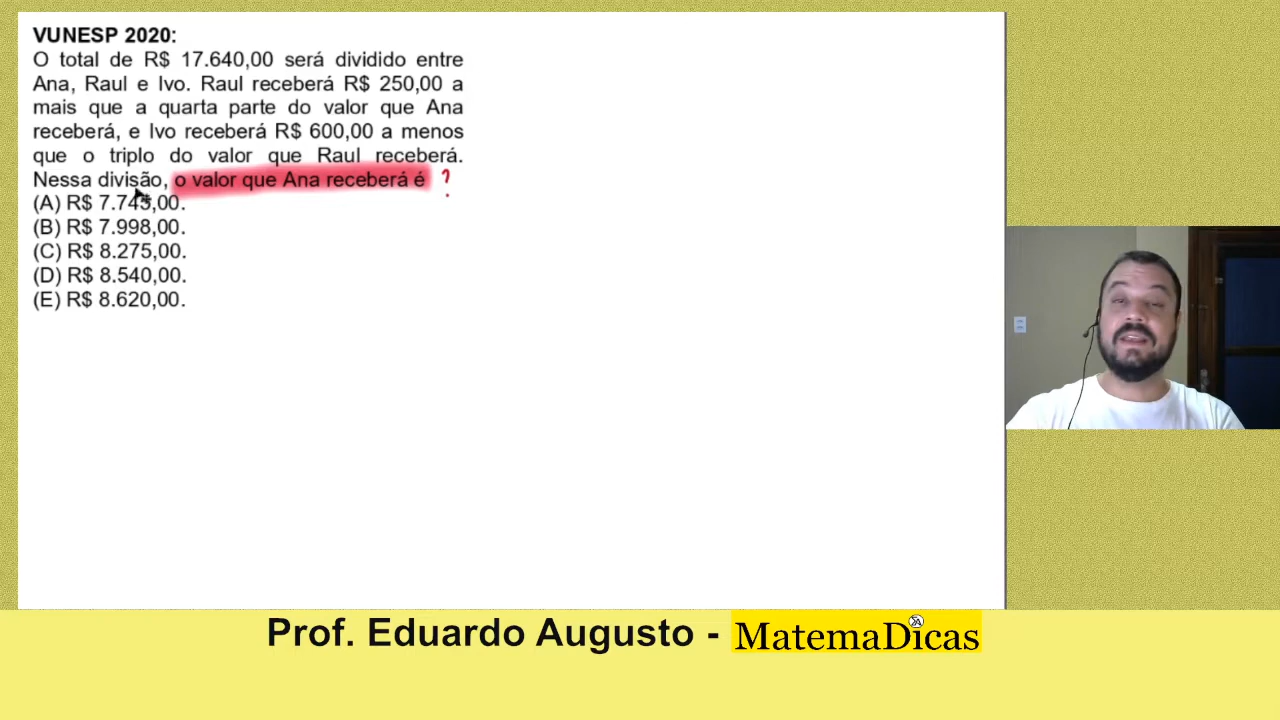 VUNESP 2020:
O total de R$ 17.640,00 será dividido entre
Ana, Raul e Ivo. Raul receberá R$ 250,00 a
mais que a quarta parte do valor que Ana
receberá, e Ivo receberá R$ 600,00 a menos
que o triplo do valor que Raul receberá.
Nessa divisão, o valor que Ana receberá é ?
(A) R$ 7.745,00.
(B) R$ 7.998,00.
(C) R$ 8.275,00.
(D) R$ 8.540,00.
(E) R$ 8.620,00.
Prof. Eduardo Augusto - MatemaDicas